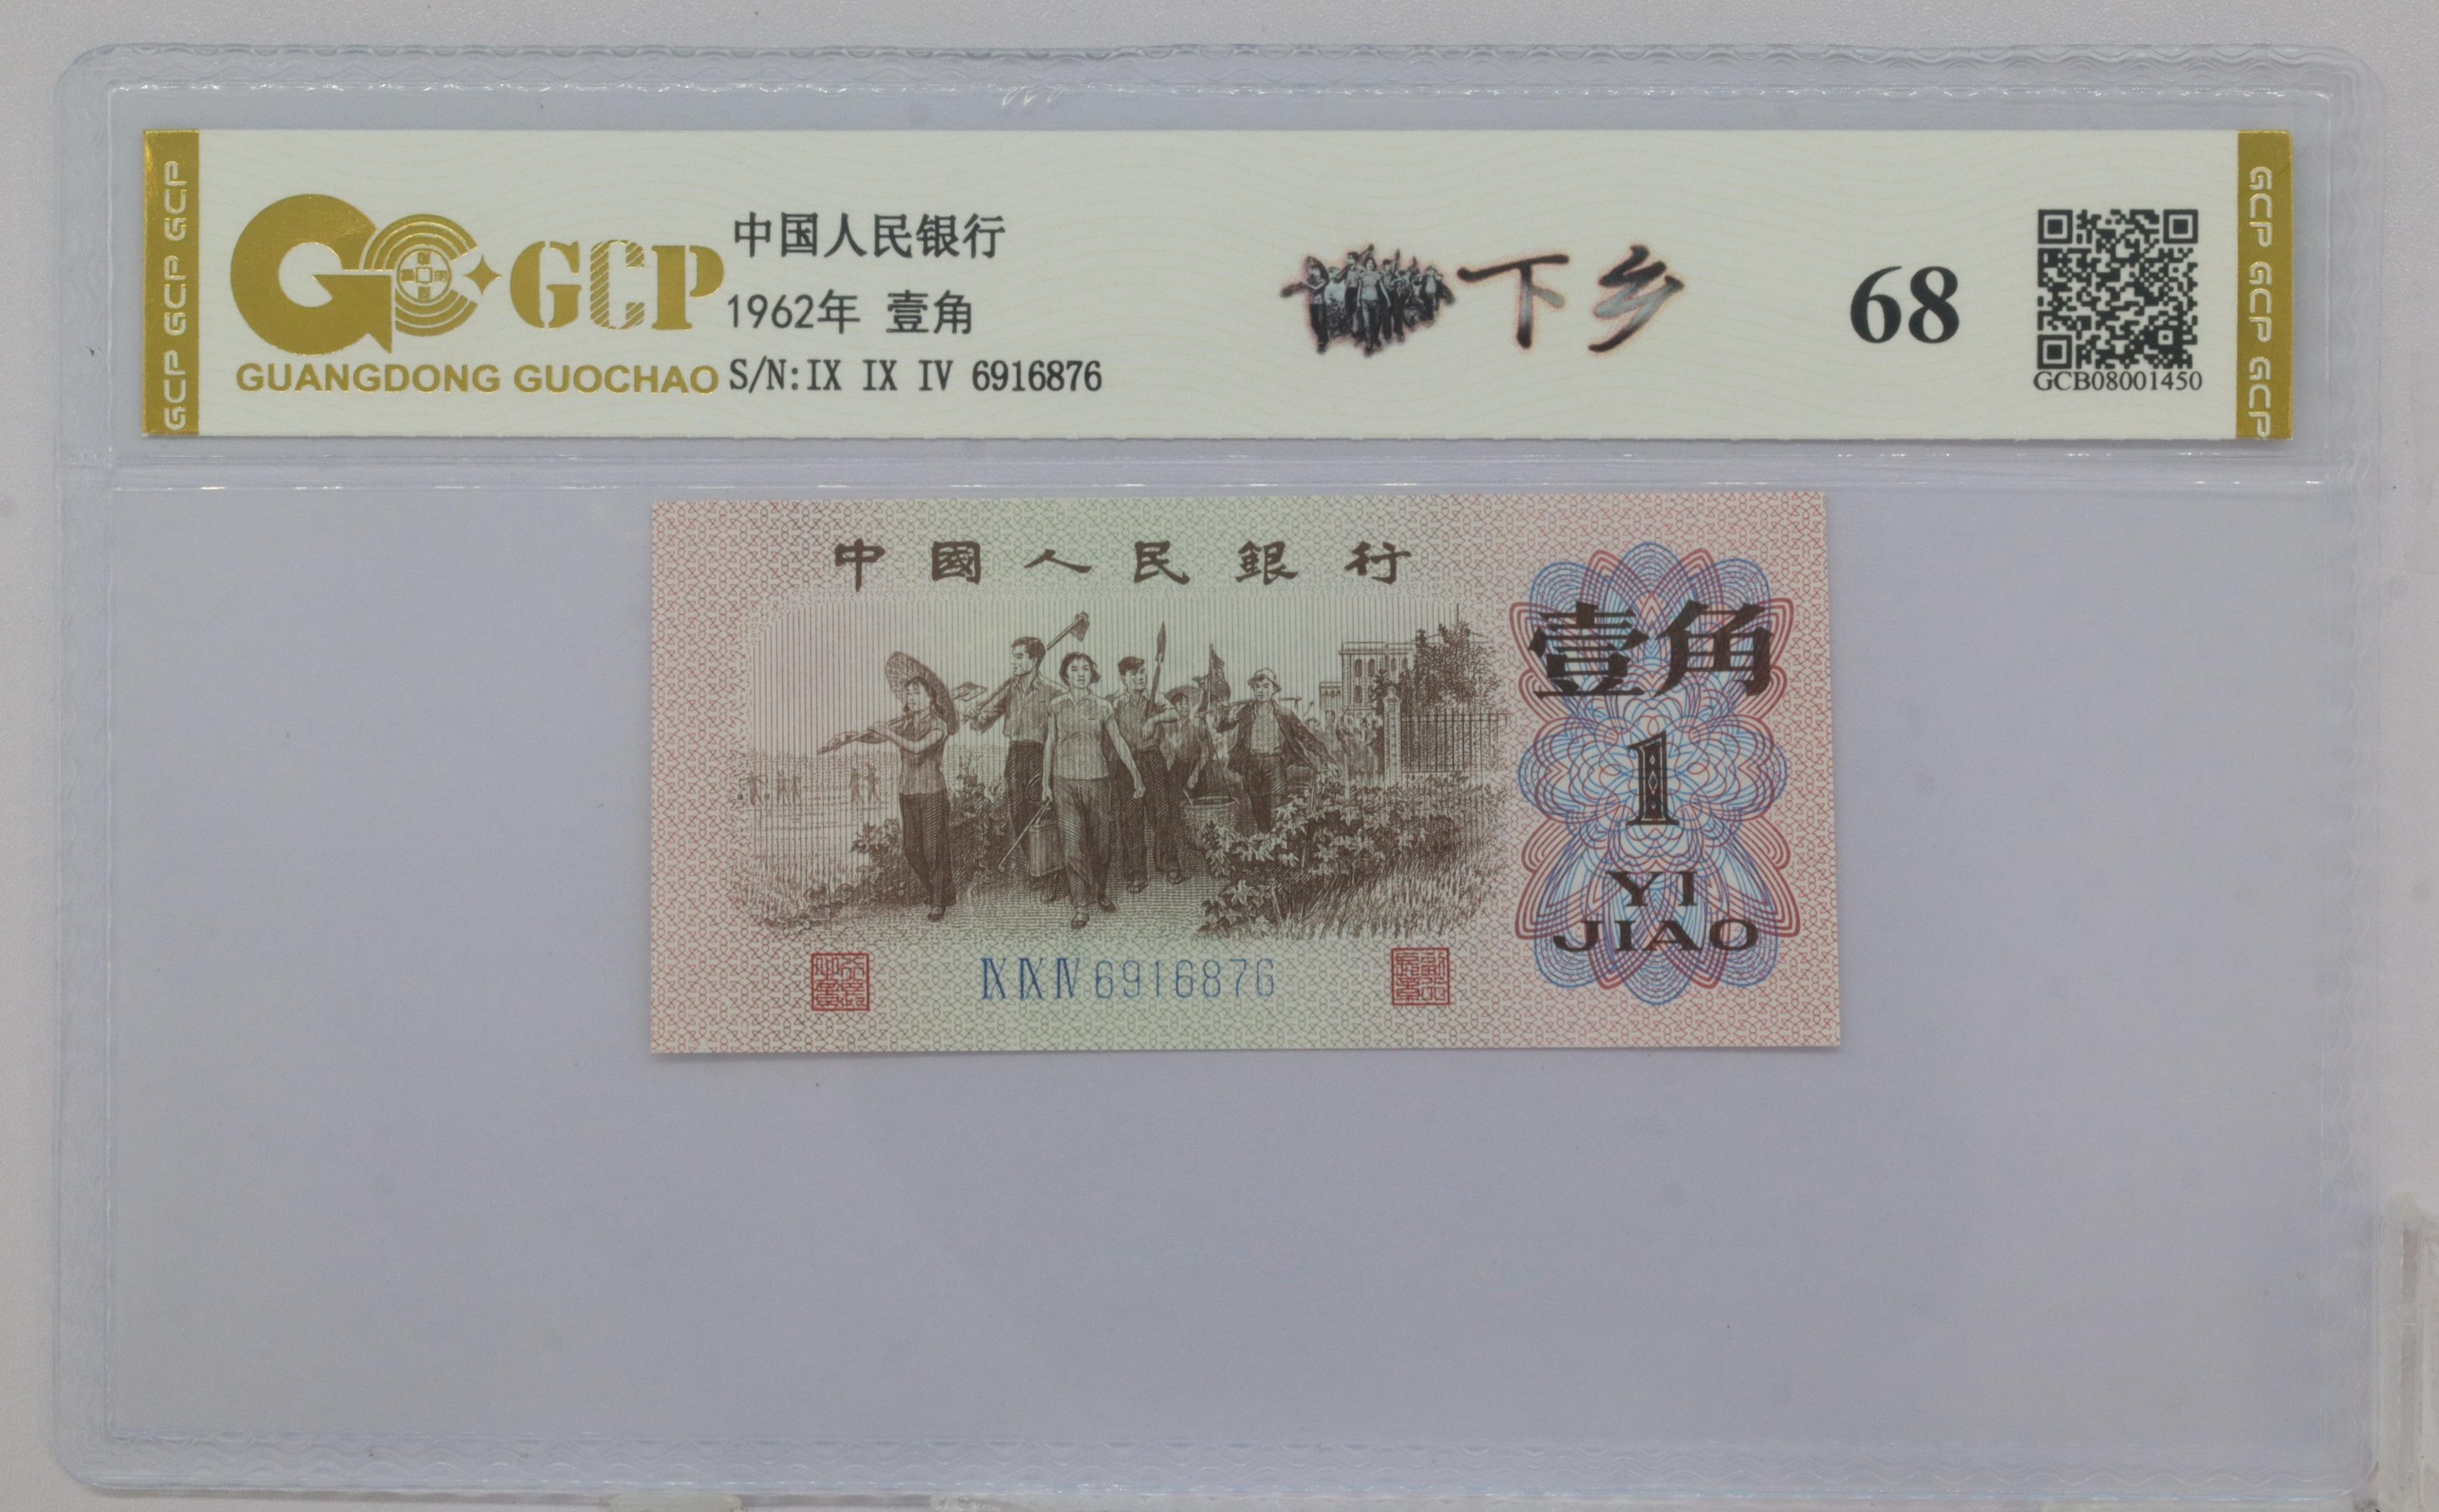 GCP GCP GCP
GCP
GUANGDONG GUOCHAO
中国人民银行
1962年 壹角
S/N:IX IX IV 6916876
下乡
68
GCB08001450
GCP GCP GCP
中國人民銀行
壹角
1
YI
JIAO
IX IX IV 6916876